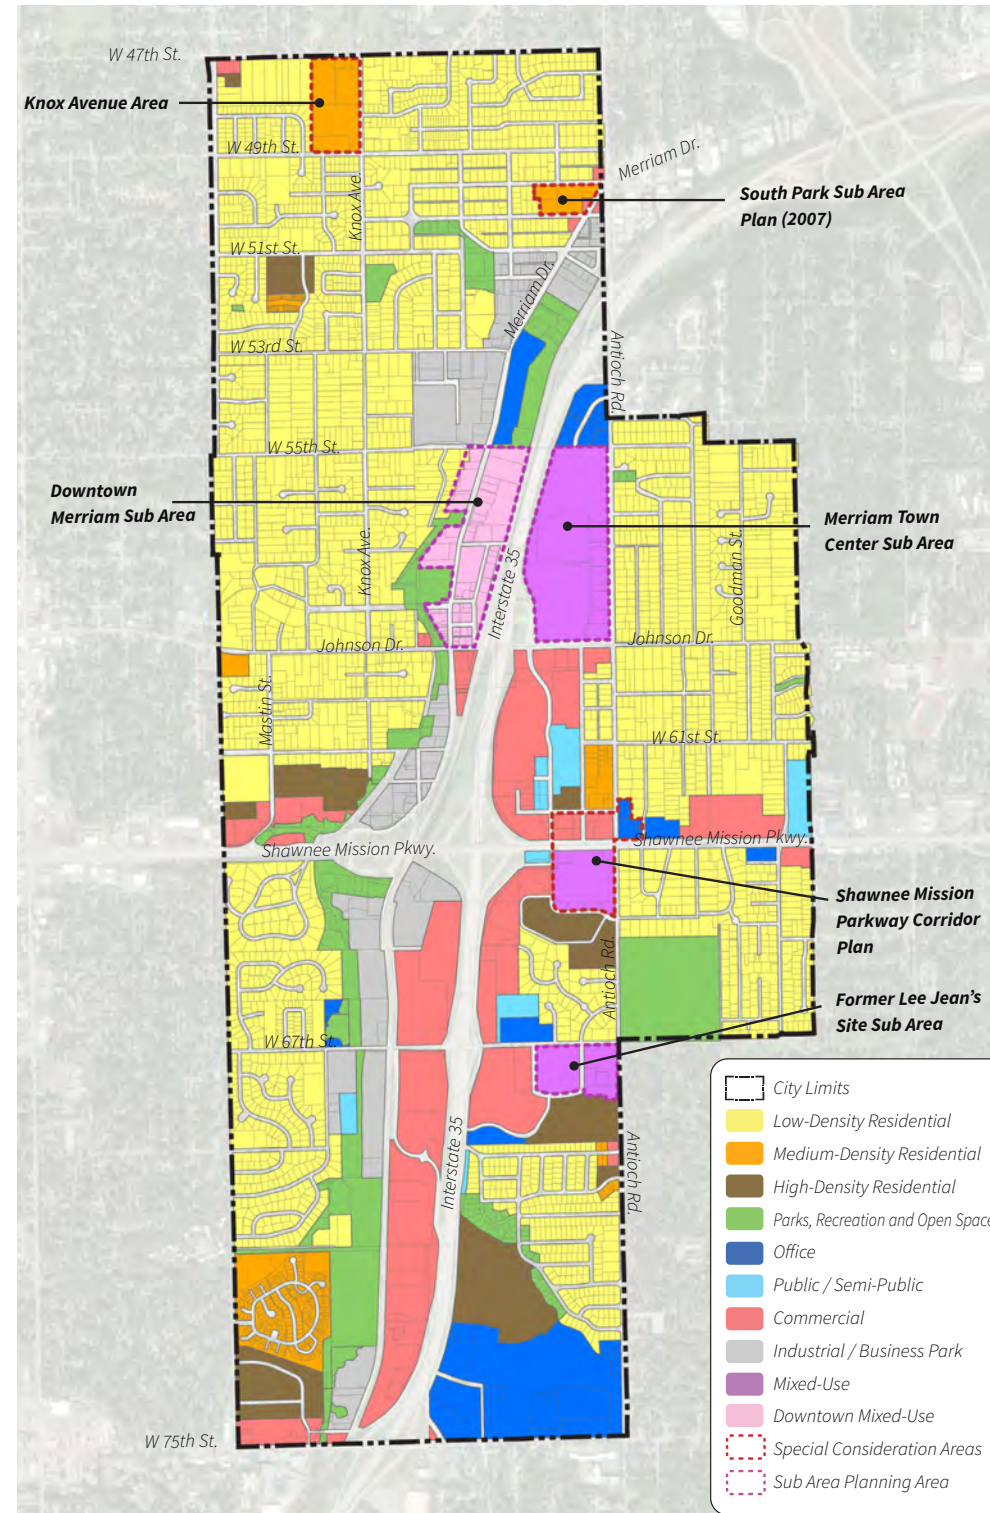 W 47th St.
Knox Avenue Area
W 49th St.
Merriam Dr.
Knox Ave.
South Park Sub Area
Plan (2007)
W 51st St.
Merriam Dr.
W 53rd St.
Antioch Rd.
W 55th St.
Downtown
Merriam Sub Area
Merriam Town
Center Sub Area
Knox Ave.
Goodman St.
Interstate 35
Johnson Dr.
Johnson Dr.
Mastin St.
W 61st St.
Shawnee Mission Pkwy.
Shawnee Mission Pkwy.
Shawnee Mission
Parkway Corridor
Plan
Antioch Rd.
Former Lee Jean’s
Site Sub Area
W 67th St.
Interstate 35
Antioch Rd.
W 75th St.
City Limits
Low-Density Residential
Medium-Density Residential
High-Density Residential
Parks, Recreation and Open Space
Office
Public / Semi-Public
Commercial
Industrial / Business Park
Mixed-Use
Downtown Mixed-Use
Special Consideration Areas
Sub Area Planning Area